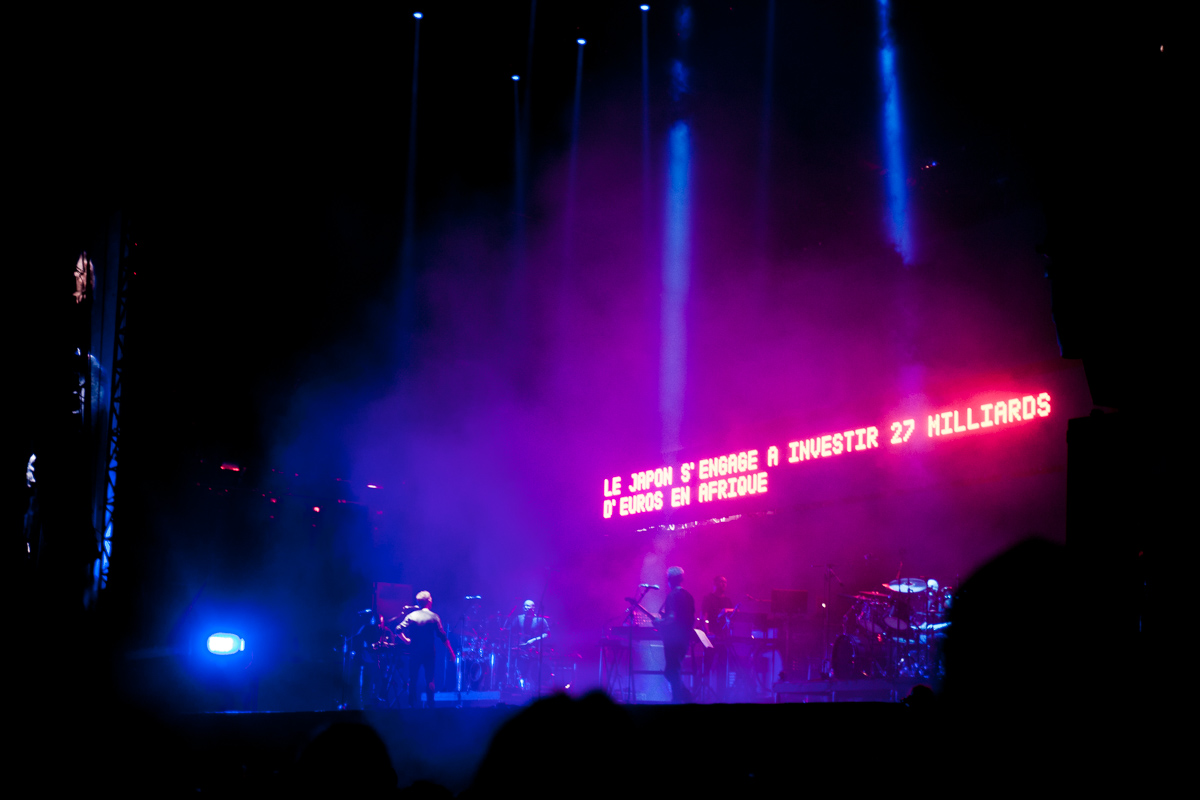 LE JAPON S'ENGAGE A INVESTIR 27 MILLIARDS
D'EUROS EN AFRIQUE